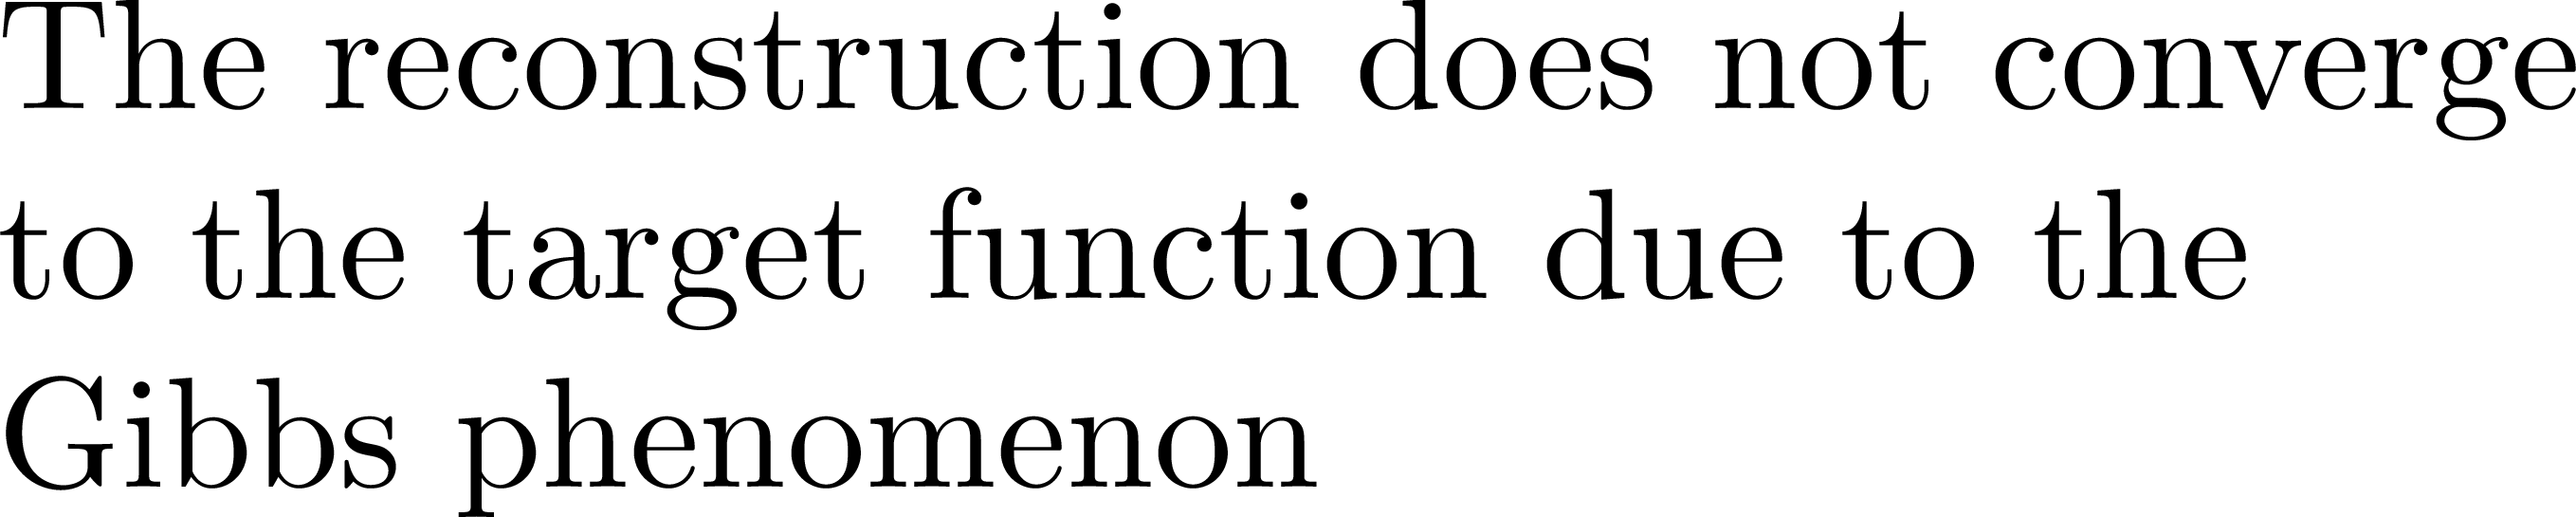 The reconstruction does not converge
to the target function due to the
Gibbs phenomenon